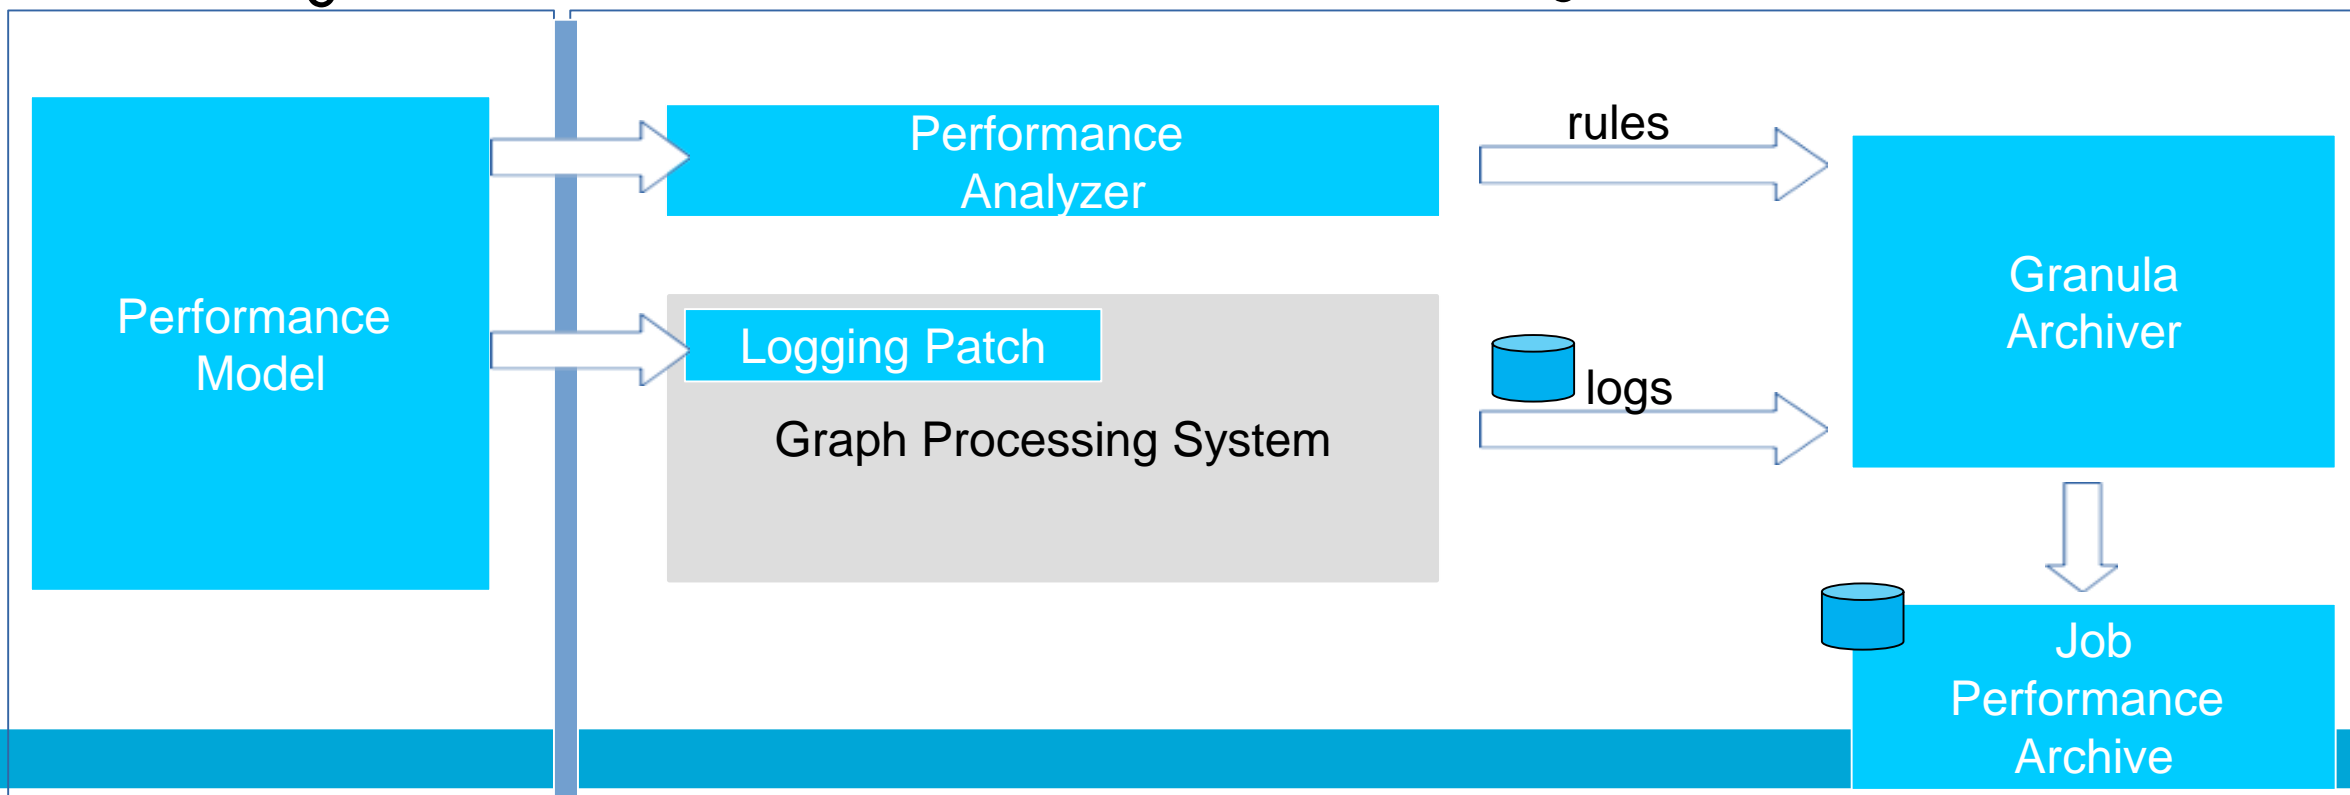 Performance
Model
Performance
Analyzer
Logging Patch
Graph Processing System
rules
logs
Granula
Archiver
Job
Performance
Archive